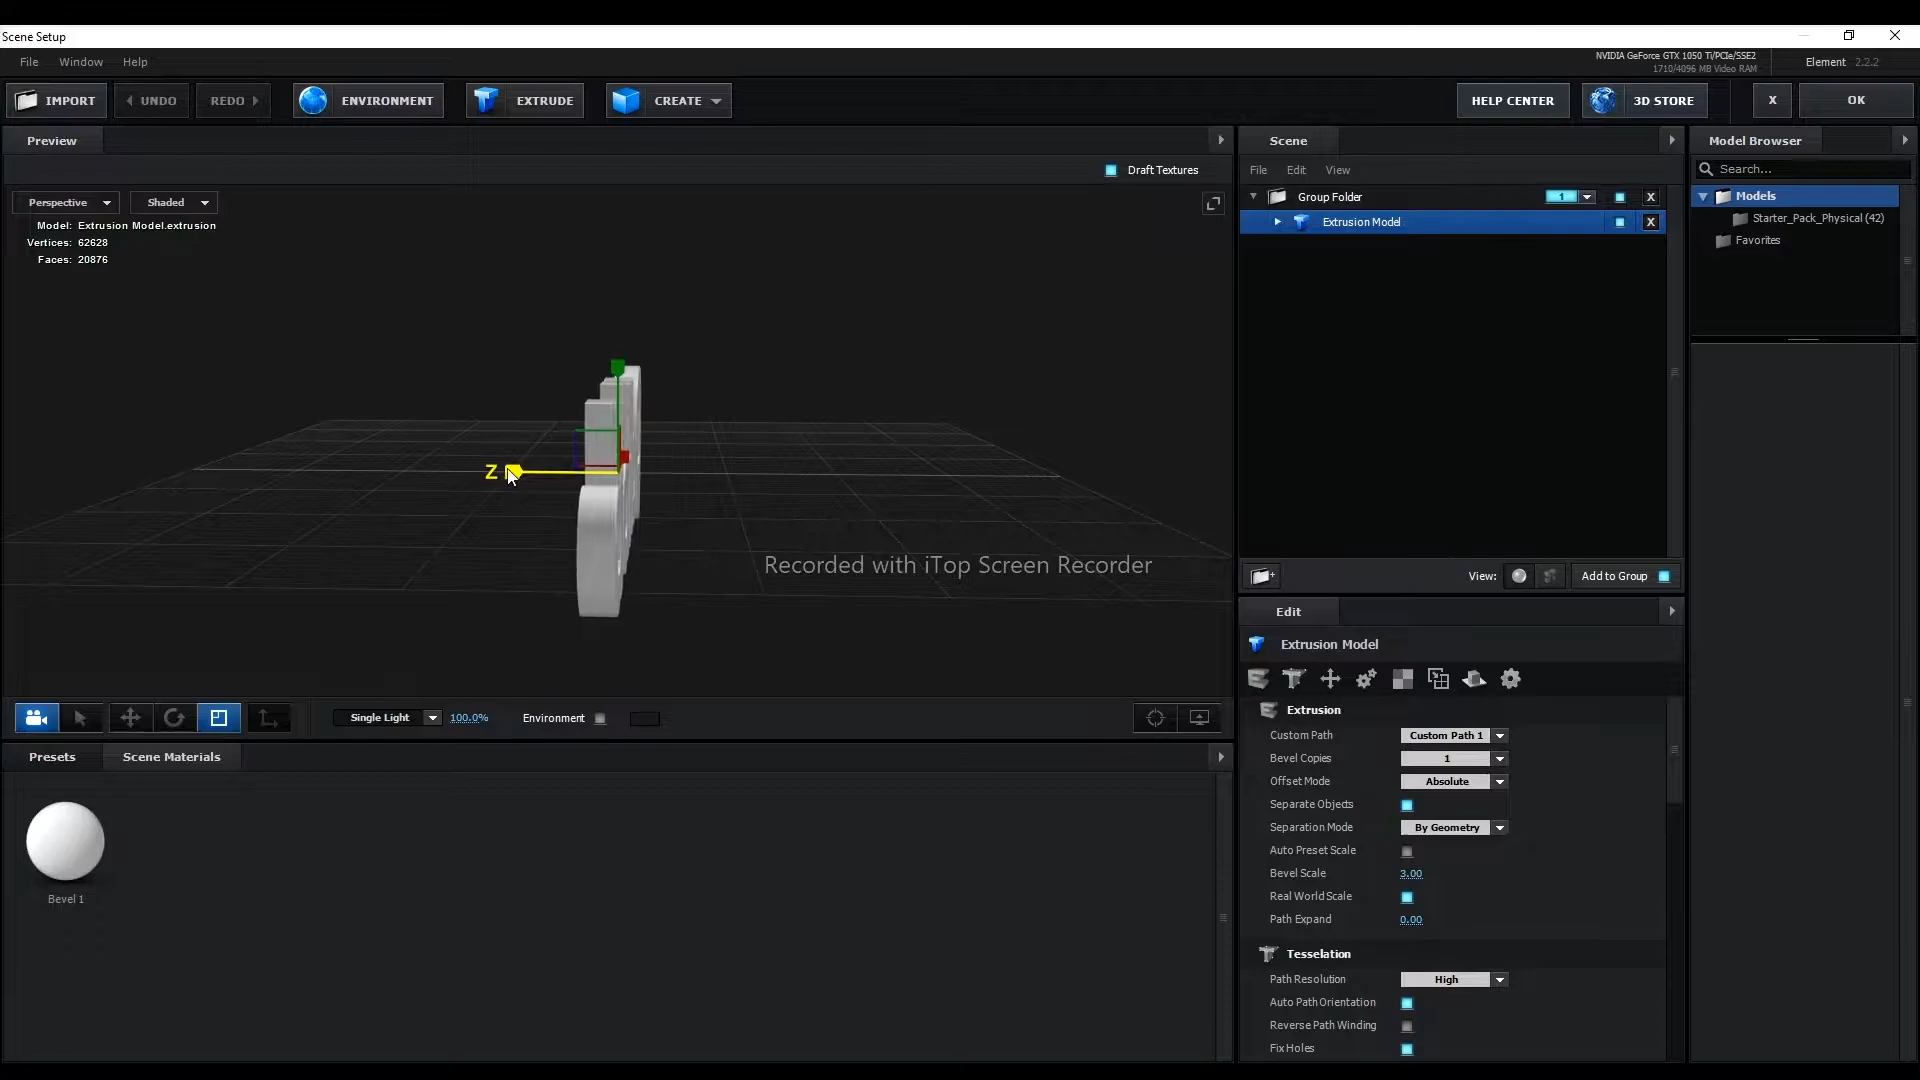 Scene Setup
File Window Help
NVIDIA GeForce GTX 1050 Ti/PCIe/SSE2
1710/4096 MB Video RAM
Element 2.2.2
IMPORT UNDO REDO ENVIRONMENT EXTRUDE CREATE HELP CENTER 3D STORE X OK
Preview
Draft Textures
Perspective Shaded
Model: Extrusion Model.extrusion
Vertices: 62628
Faces: 20876
Z
Recorded with iTop Screen Recorder
Single Light 100.0% Environment
Presets Scene Materials
Bevel 1
Scene
File Edit View
Group Folder 1 X
Extrusion Model X
View: Add to Group
Edit
Extrusion Model
Extrusion
Custom Path Custom Path 1
Bevel Copies 1
Offset Mode Absolute
Separate Objects
Separation Mode By Geometry
Auto Preset Scale
Bevel Scale 3.00
Real World Scale
Path Expand 0.00
Tesselation
Path Resolution High
Auto Path Orientation
Reverse Path Winding
Fix Holes
Model Browser
Search...
Models
Starter_Pack_Physical (42)
Favorites